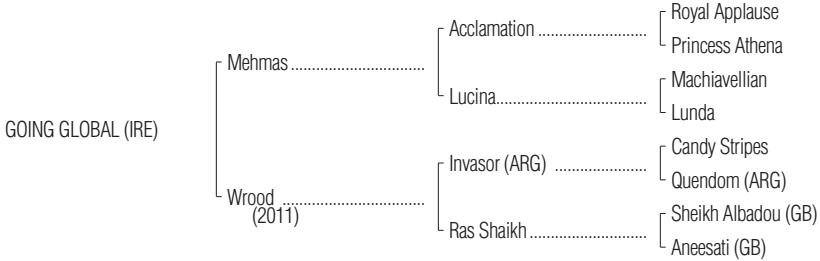 Royal Applause
Acclamation ..............................
Princess Athena
Mehmas ....................................
Machiavellian
Lucina..........................................
Lunda
GOING GLOBAL (IRE)
Candy Stripes
Invasor (ARG) .........................
Quendom (ARG)
Wrood .......................................
(2011)
Sheikh Albadou (GB)
Ras Shaikh................................
Aneesati (GB)